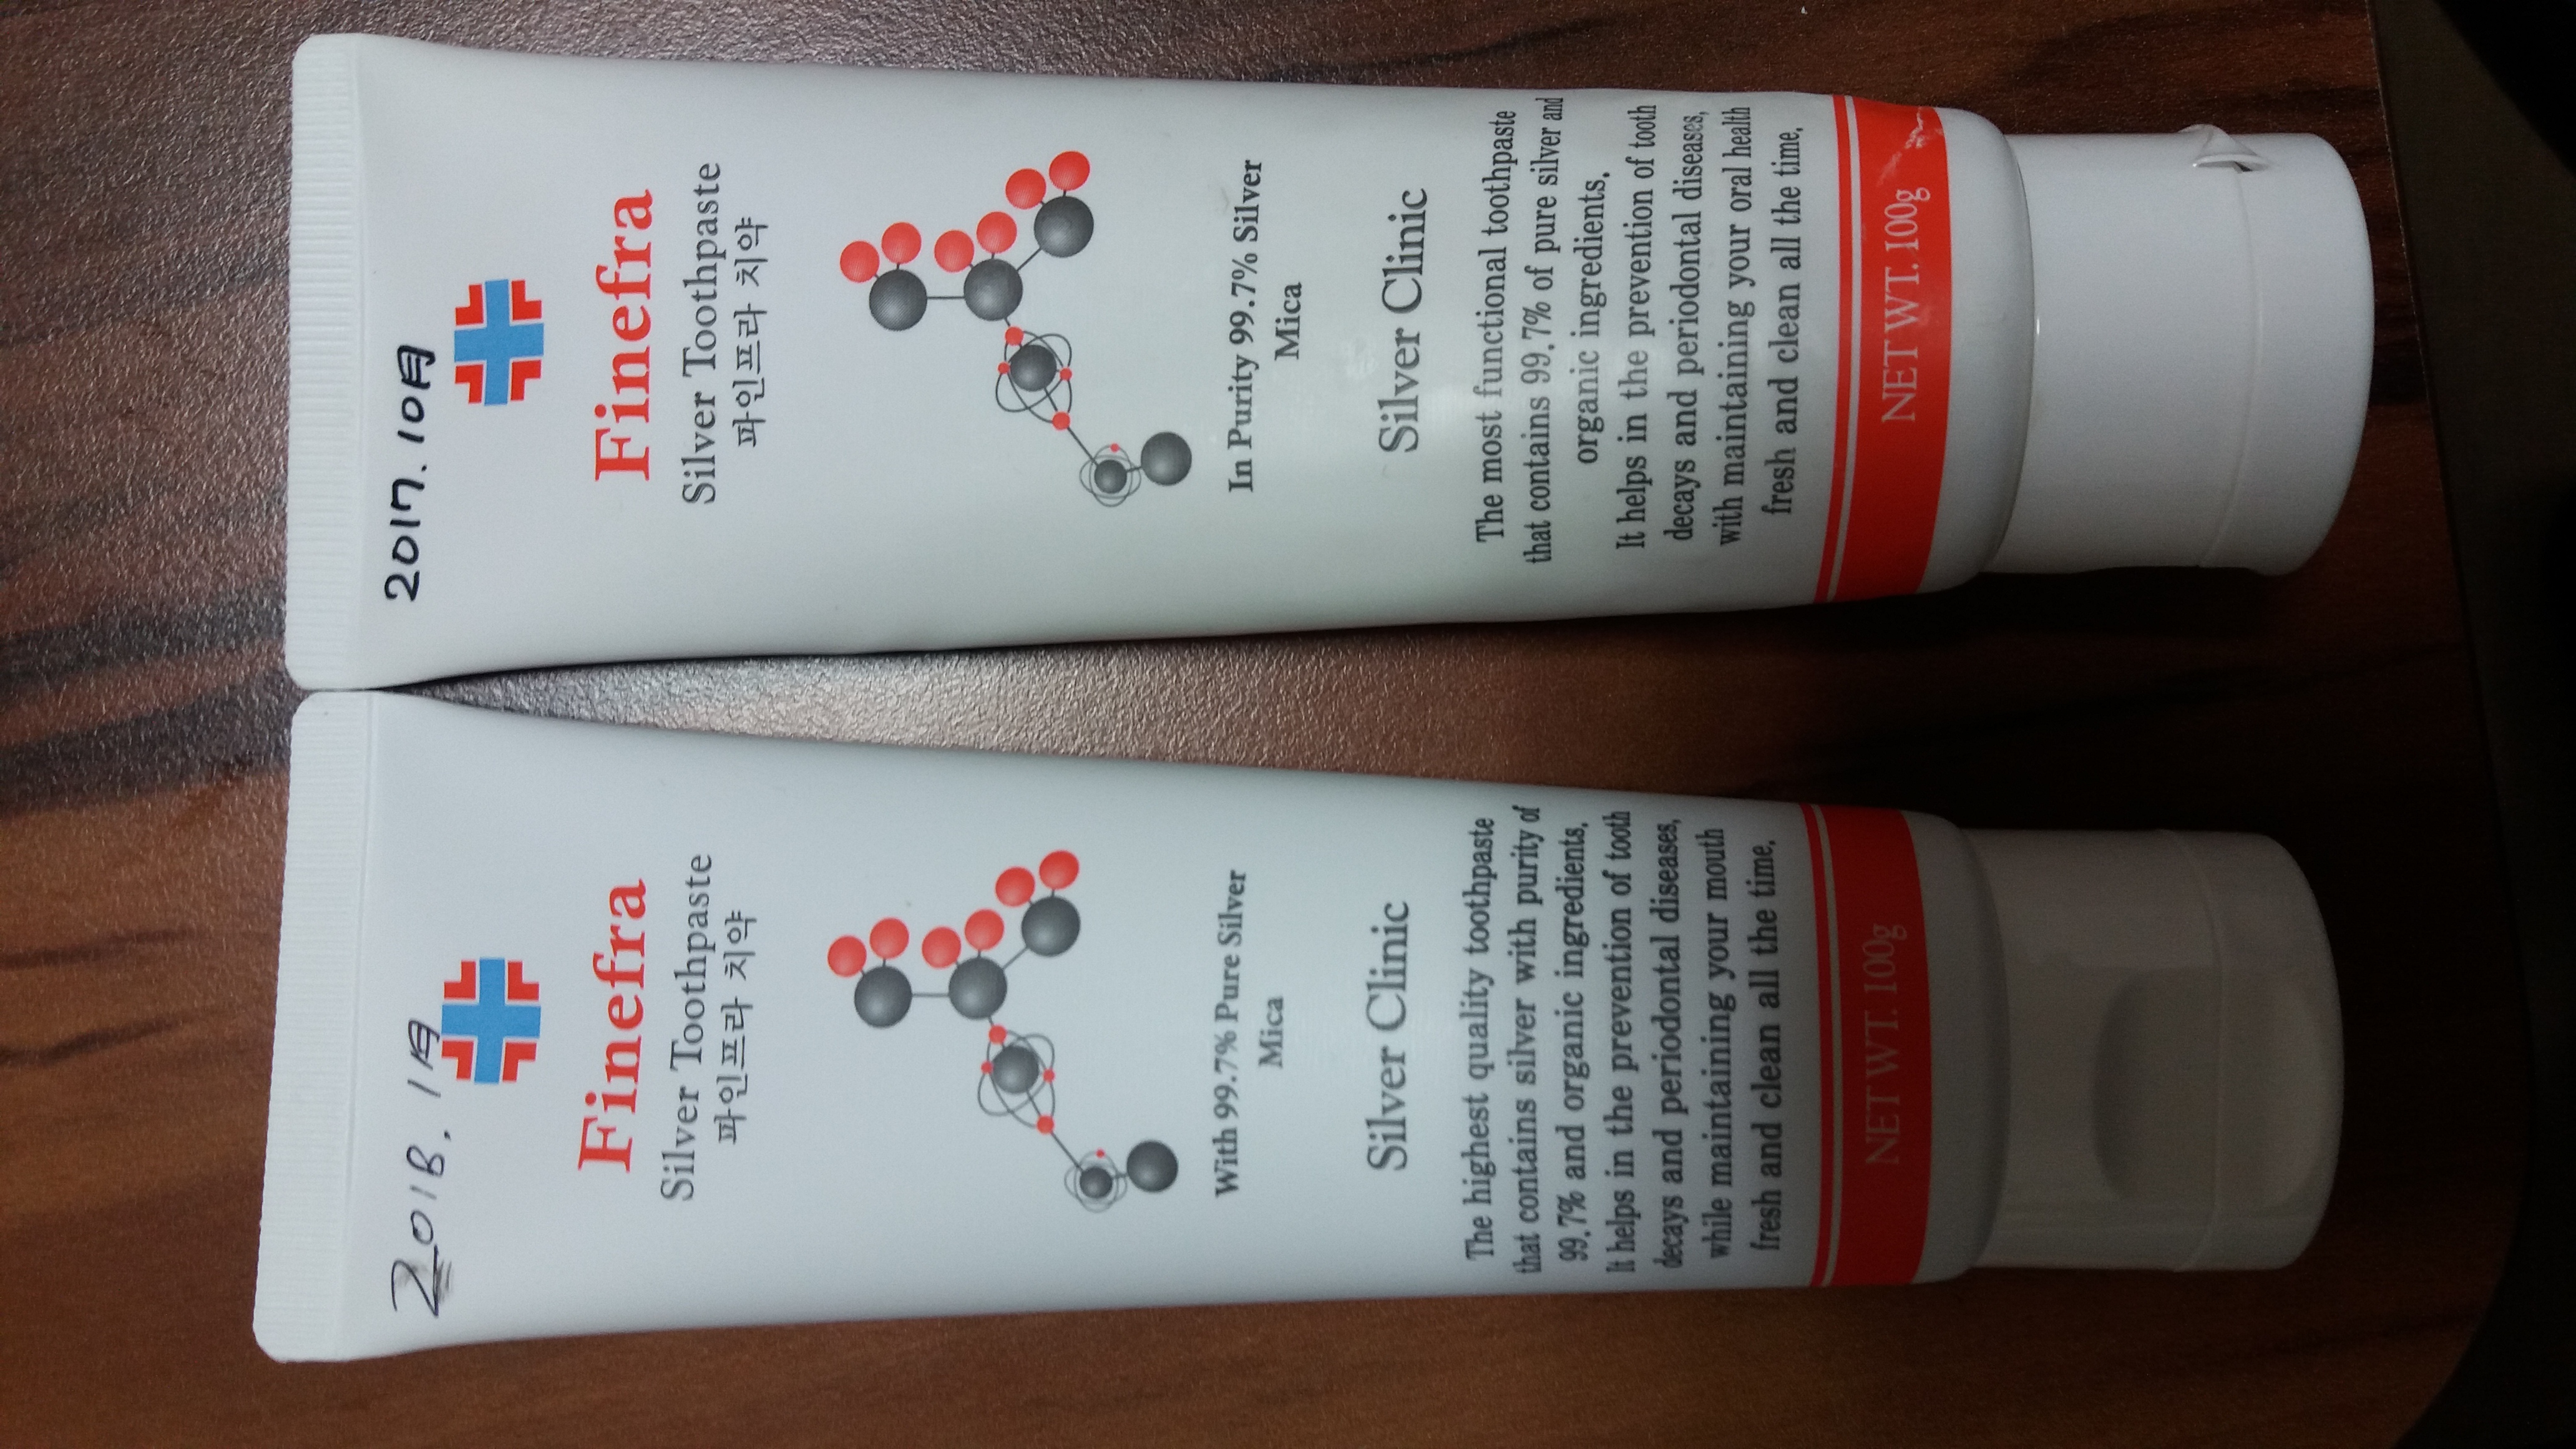 2017. 10月
Finefra
Silver Toothpaste
파인프라 치약
In Purity 99.7% Silver
Mica
Silver Clinic
The most functional toothpaste
that contains 99.7% of pure silver and
organic ingredients.
It helps in the prevention of tooth
decays and periodontal diseases,
with maintaining your oral health
fresh and clean all the time.
NET WT. 100g
2018. 1月
Finefra
Silver Toothpaste
파인프라 치약
With 99.7% Pure Silver
Mica
Silver Clinic
The highest quality toothpaste
that contains silver with purity of
99.7% and organic ingredients.
It helps in the prevention of tooth
decays and periodontal diseases,
while maintaining your mouth
fresh and clean all the time.
NET WT. 100g